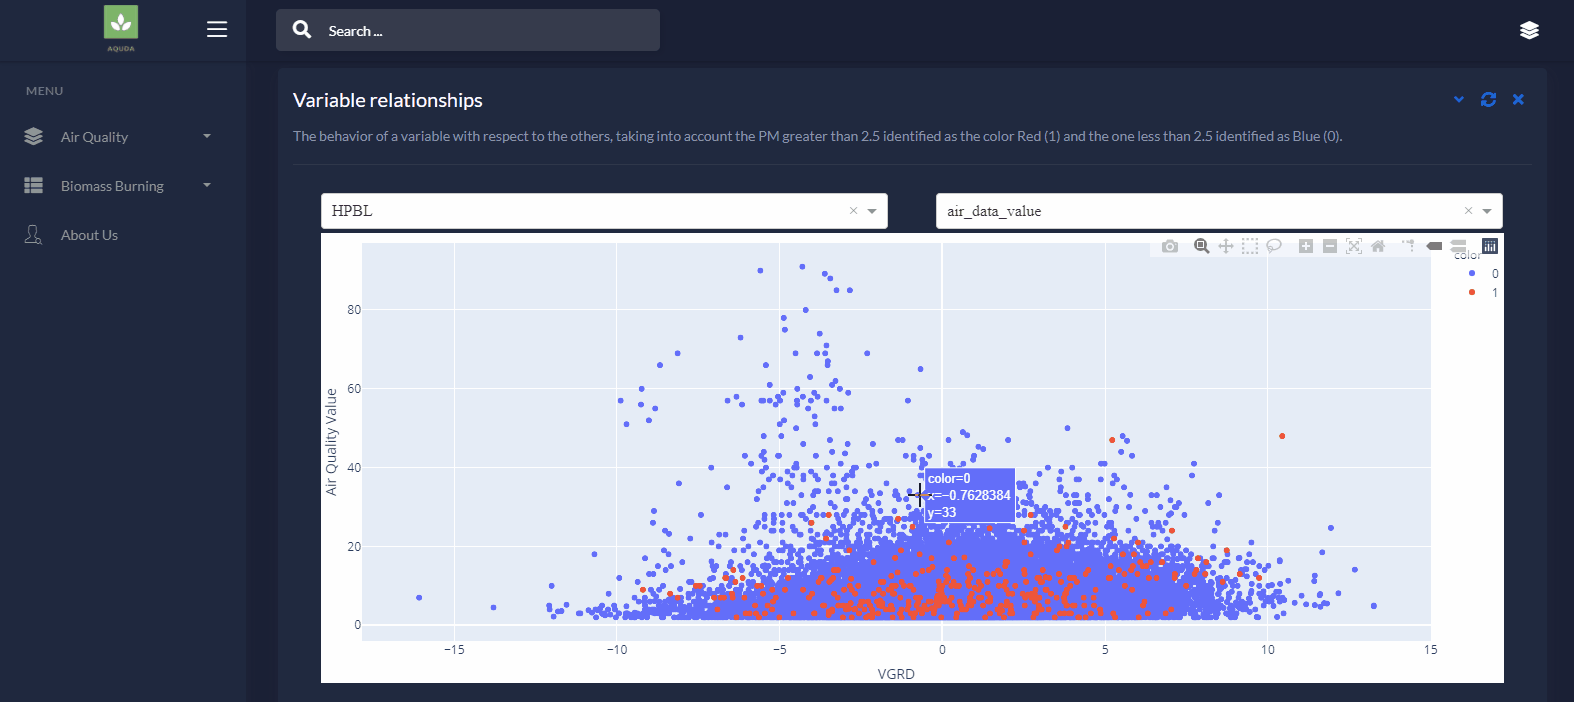 AQUDA
Search ...
MENU
Air Quality
Biomass Burning
About Us
Variable relationships
The behavior of a variable with respect to the others, taking into account the PM greater than 2.5 identified as the color Red (1) and the one less than 2.5 identified as Blue (0).
HPBL
air_data_value
color
0
1
80
60
40
20
0
Air Quality Value
color=0
x=−0.7628384
y=33
−15
−10
−5
0
5
10
15
VGRD